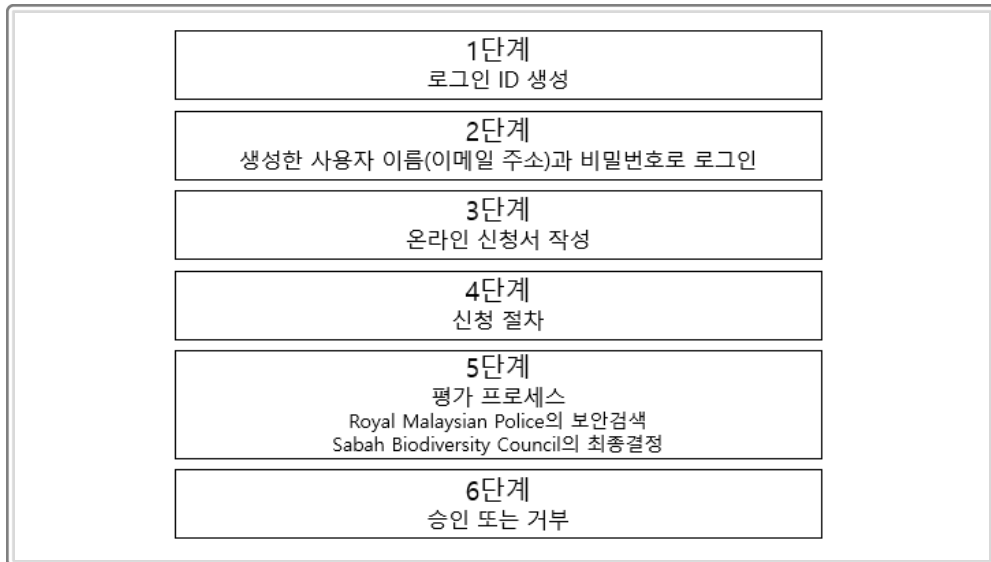 1단계
로그인 ID 생성
2단계
생성한 사용자 이름(이메일 주소)과 비밀번호로 로그인
3단계
온라인 신청서 작성
4단계
신청 절차
5단계
평가 프로세스
Royal Malaysian Police의 보안검색
Sabah Biodiversity Council의 최종결정
6단계
승인 또는 거부